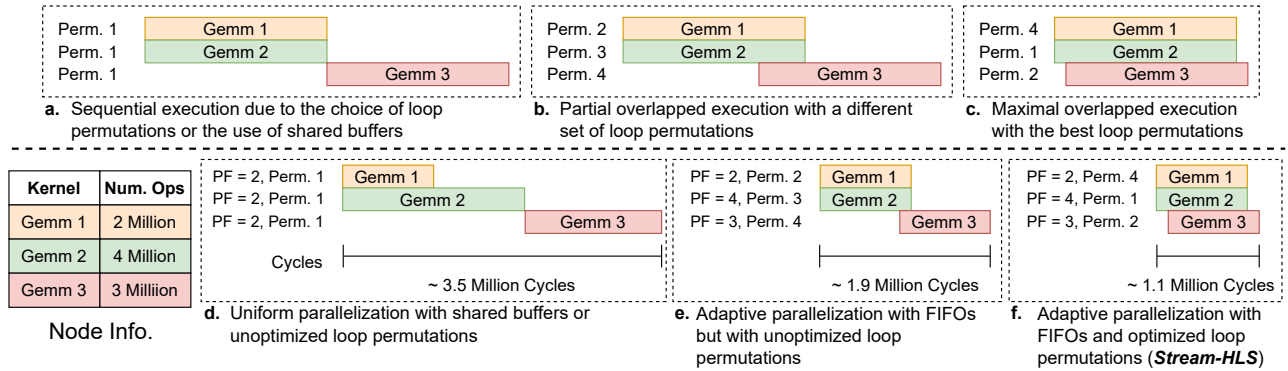 Perm. 1 Gemm 1
Perm. 1 Gemm 2
Perm. 1 Gemm 3
a. Sequential execution due to the choice of loop
permutations or the use of shared buffers
Perm. 2 Gemm 1
Perm. 3 Gemm 2
Perm. 4 Gemm 3
b. Partial overlapped execution with a different
set of loop permutations
Perm. 4 Gemm 1
Perm. 1 Gemm 2
Perm. 2 Gemm 3
c. Maximal overlapped execution
with the best loop permutations
Kernel Num. Ops
Gemm 1 2 Million
Gemm 2 4 Million
Gemm 3 3 Milliion
Node Info.
PF = 2, Perm. 1 Gemm 1
PF = 2, Perm. 1 Gemm 2
PF = 2, Perm. 1 Gemm 3
Cycles
~ 3.5 Million Cycles
d. Uniform parallelization with shared buffers or
unoptimized loop permutations
PF = 2, Perm. 2 Gemm 1
PF = 4, Perm. 3 Gemm 2
PF = 3, Perm. 4 Gemm 3
~ 1.9 Million Cycles
e. Adaptive parallelization with FIFOs
but with unoptimized loop
permutations
PF = 2, Perm. 4 Gemm 1
PF = 4, Perm. 1 Gemm 2
PF = 3, Perm. 2 Gemm 3
~ 1.1 Million Cycles
f. Adaptive parallelization with
FIFOs and optimized loop
permutations (Stream-HLS)